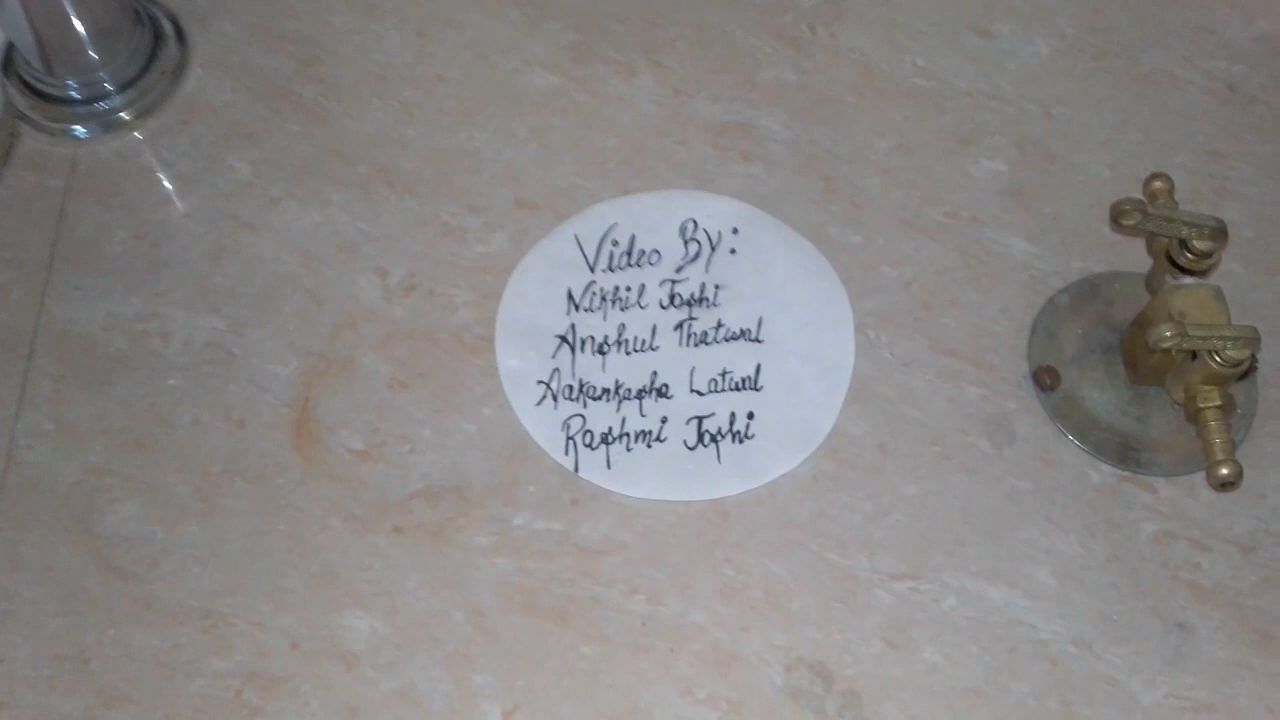 Video By:
Nikhil Joshi
Anshul Thatwal
Aakanksha Latwal
Rashmi Joshi